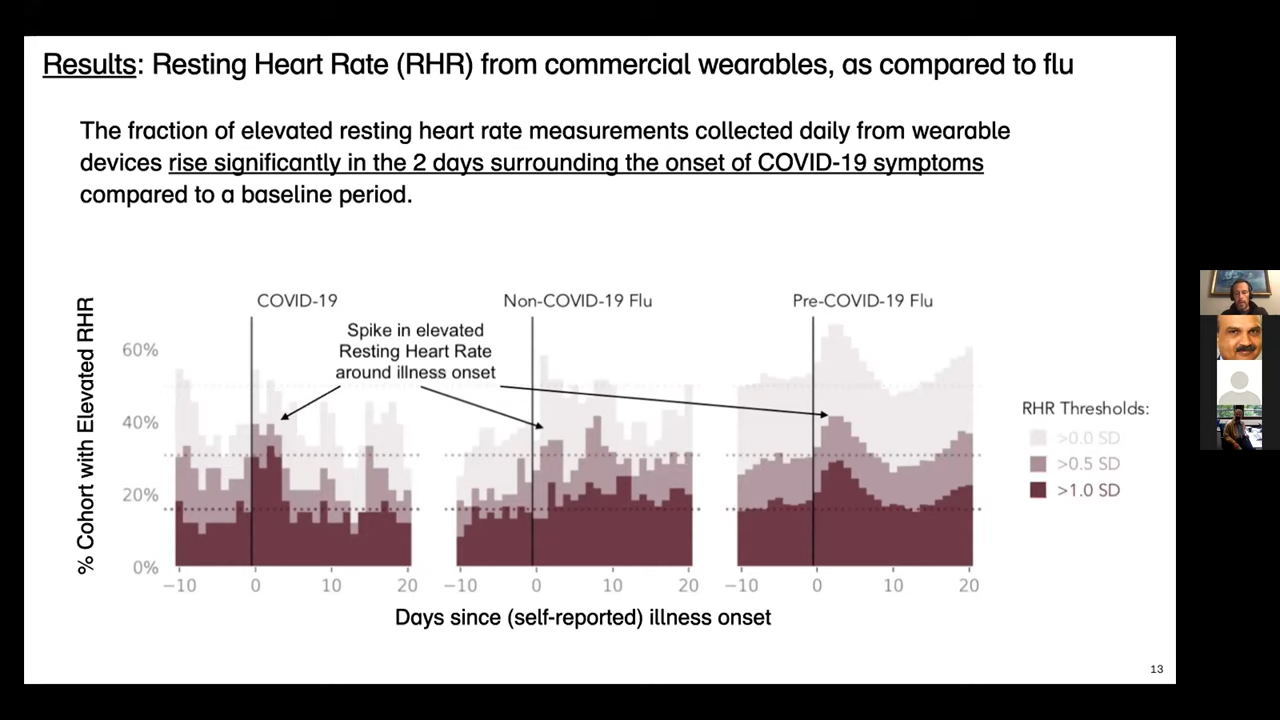 Results: Resting Heart Rate (RHR) from commercial wearables, as compared to flu
The fraction of elevated resting heart rate measurements collected daily from wearable
devices rise significantly in the 2 days surrounding the onset of COVID-19 symptoms
compared to a baseline period.
% Cohort with Elevated RHR
COVID-19
Non-COVID-19 Flu
Pre-COVID-19 Flu
Spike in elevated
Resting Heart Rate
around illness onset
60%
40%
20%
0%
−10 0 10 20
−10 0 10 20
−10 0 10 20
Days since (self-reported) illness onset
RHR Thresholds:
>0.0 SD
>0.5 SD
>1.0 SD
13